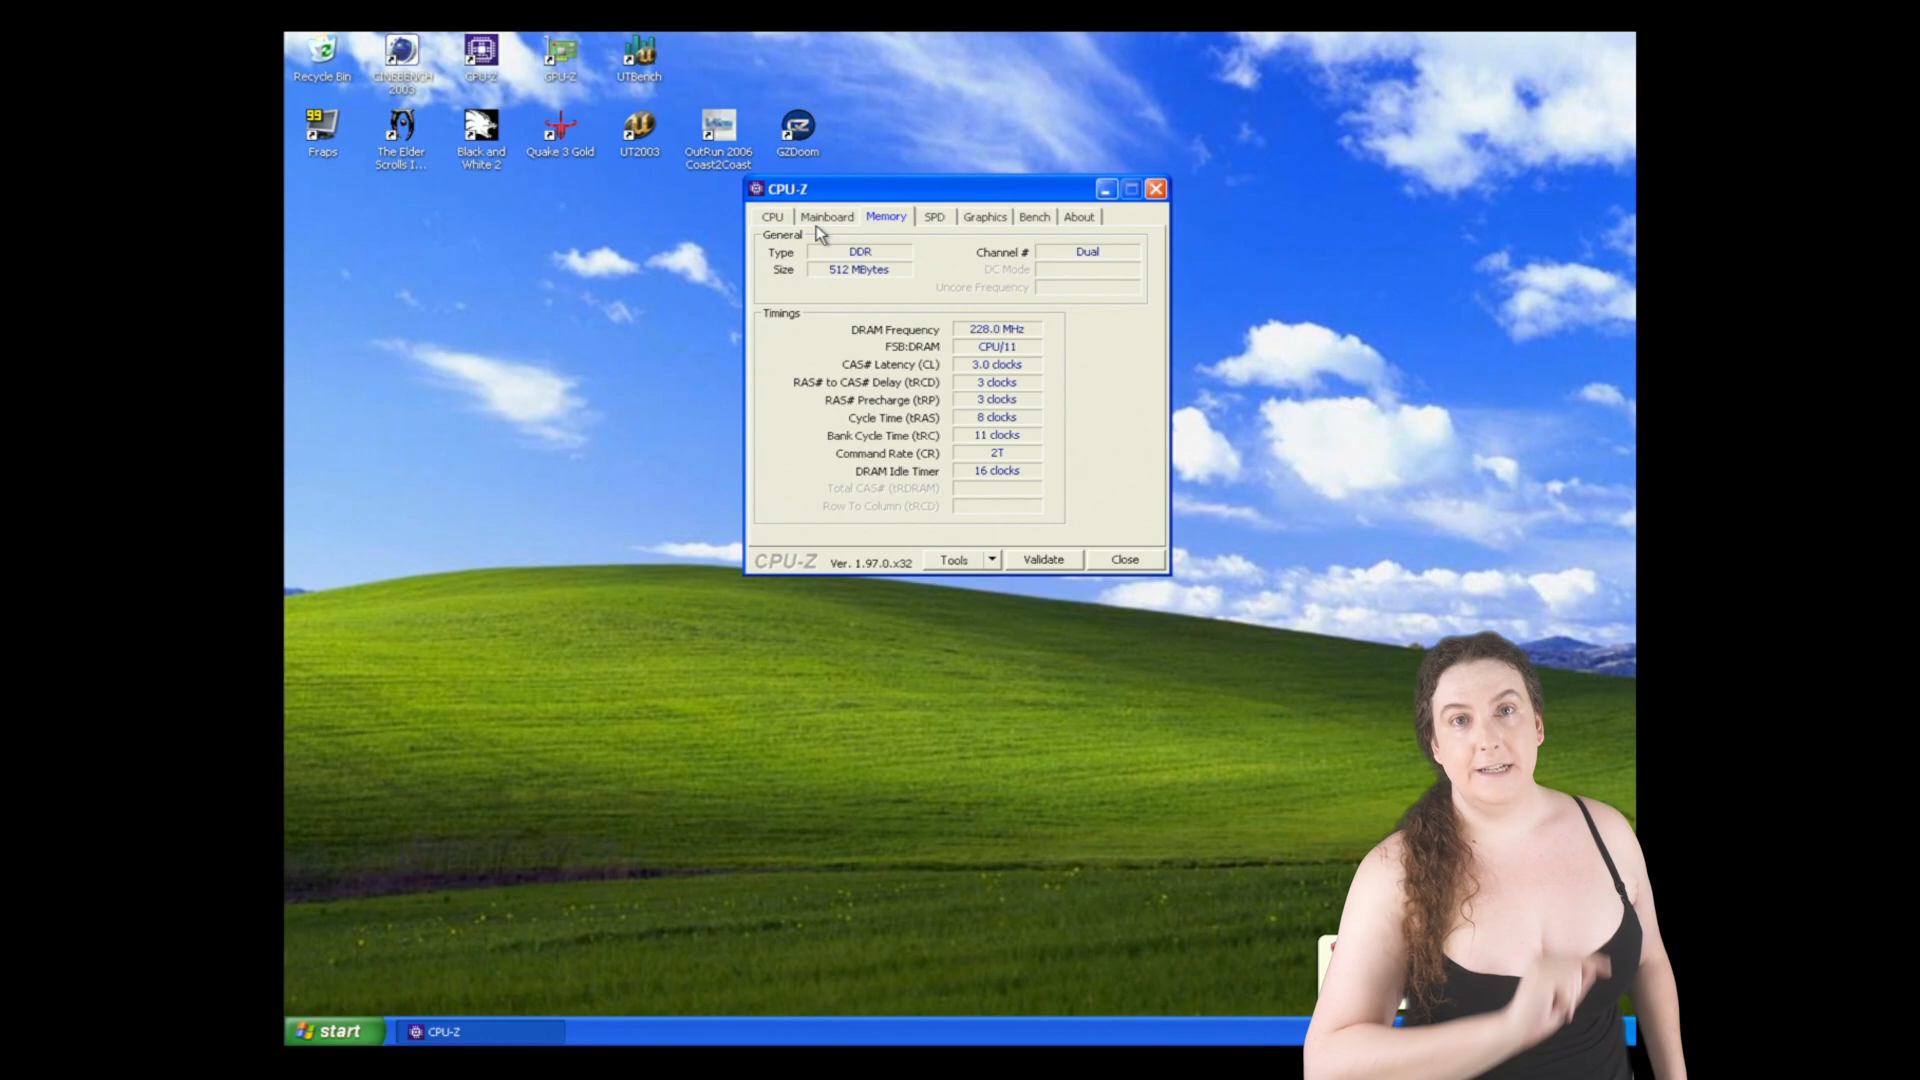 Recycle Bin
CINEBENCH
2003
CPU-Z
GPU-Z
UTBench
99
Fraps
The Elder
Scrolls I...
Black and
White 2
Quake 3 Gold
UT2003
OutRun 2006
Coast2Coast
GZDoom
CPU-Z
CPU
Mainboard
Memory
SPD
Graphics
Bench
About
General
Type DDR
Channel # Dual
Size 512 MBytes
DC Mode
Uncore Frequency
Timings
DRAM Frequency 228.0 MHz
FSB:DRAM CPU/11
CAS# Latency (CL) 3.0 clocks
RAS# to CAS# Delay (tRCD) 3 clocks
RAS# Precharge (tRP) 3 clocks
Cycle Time (tRAS) 8 clocks
Bank Cycle Time (tRC) 11 clocks
Command Rate (CR) 2T
DRAM Idle Timer 16 clocks
Total CAS# (tRDRAM)
Row To Column (tRCD)
CPU-Z Ver. 1.97.0.x32
Tools
Validate
Close
start
CPU-Z